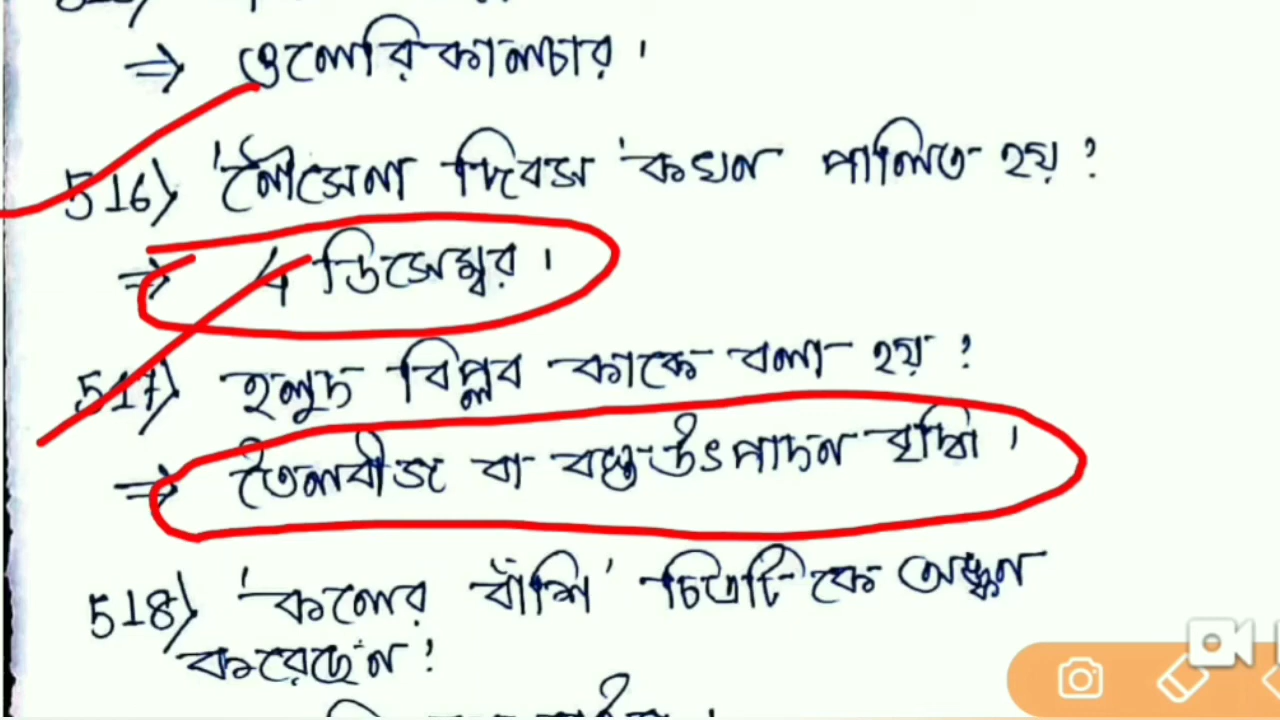 ⇒ ওলেরিকালচার।
516) 'নৌসেনা দিবস' কখন পালিত হয়?
⇒ 4 ডিসেম্বর।
517) হলুদ বিপ্লব কাকে বলা হয়?
⇒ তৈলবীজ বা বস্তু উৎপাদন বৃদ্ধি।
518) 'কলের বাঁশি' চিত্রটি কে অঙ্কন
করেছেন?